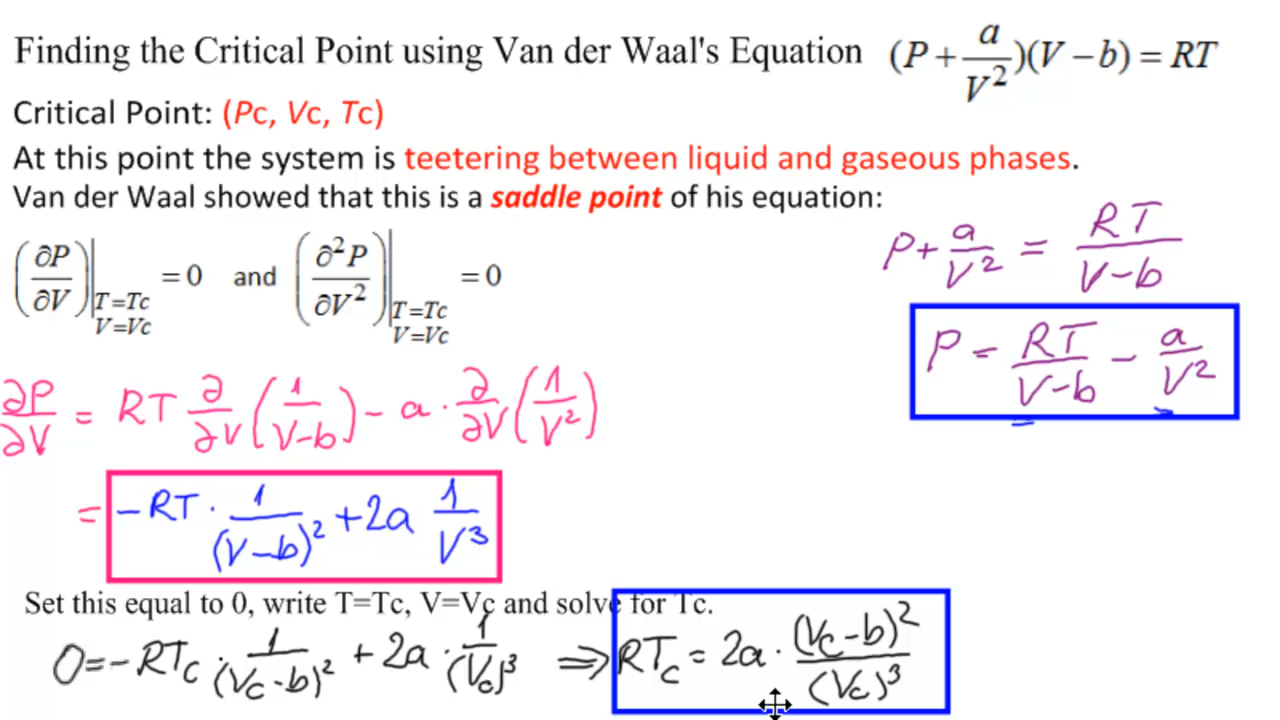 Finding the Critical Point using Van der Waal's Equation (P + a/V²)(V − b) = RT
Critical Point: (Pc, Vc, Tc)
At this point the system is teetering between liquid and gaseous phases.
Van der Waal showed that this is a saddle point of his equation:
(∂P/∂V)|T=Tc V=Vc = 0 and (∂²P/∂V²)|T=Tc V=Vc = 0
P + a/V² = RT/(V−b)
P = RT/(V−b) − a/V²
∂P/∂V = RT ∂/∂V (1/(V−b)) − a · ∂/∂V (1/V²)
= −RT · 1/(V−b)² + 2a 1/V³
Set this equal to 0, write T=Tc, V=Vc and solve for Tc.
0 = −RTc · 1/(Vc−b)² + 2a · 1/(Vc)³ ⇒ RTc = 2a · (Vc−b)²/(Vc)³